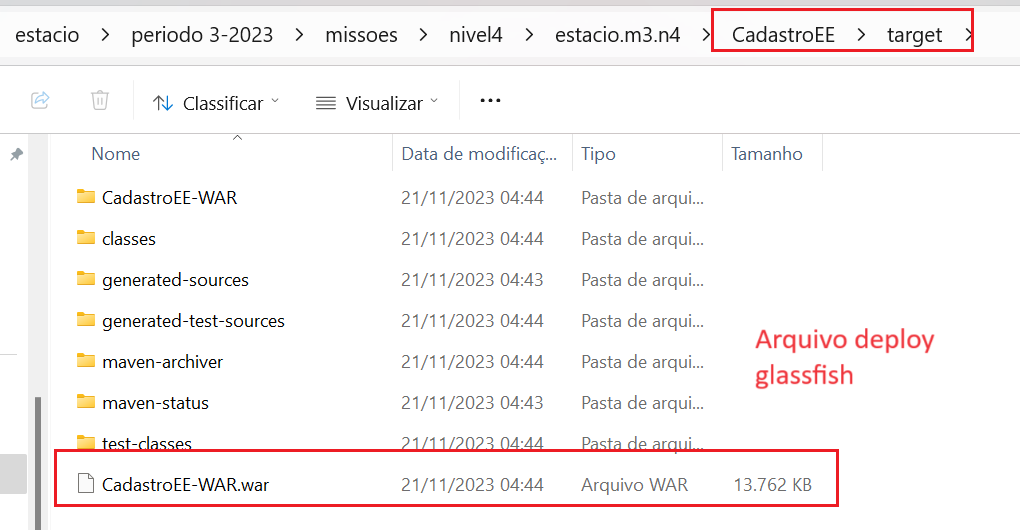 estacio > periodo 3-2023 > missoes > nivel4 > estacio.m3.n4 > CadastroEE > target >
Classificar Visualizar ...
Nome Data de modificaç... Tipo Tamanho
CadastroEE-WAR 21/11/2023 04:44 Pasta de arqui...
classes 21/11/2023 04:44 Pasta de arqui...
generated-sources 21/11/2023 04:43 Pasta de arqui...
generated-test-sources 21/11/2023 04:44 Pasta de arqui...
maven-archiver 21/11/2023 04:44 Pasta de arqui...
maven-status 21/11/2023 04:43 Pasta de arqui...
test-classes 21/11/2023 04:44 Pasta de arqui...
CadastroEE-WAR.war 21/11/2023 04:44 Arquivo WAR 13.762 KB
Arquivo deploy
glassfish